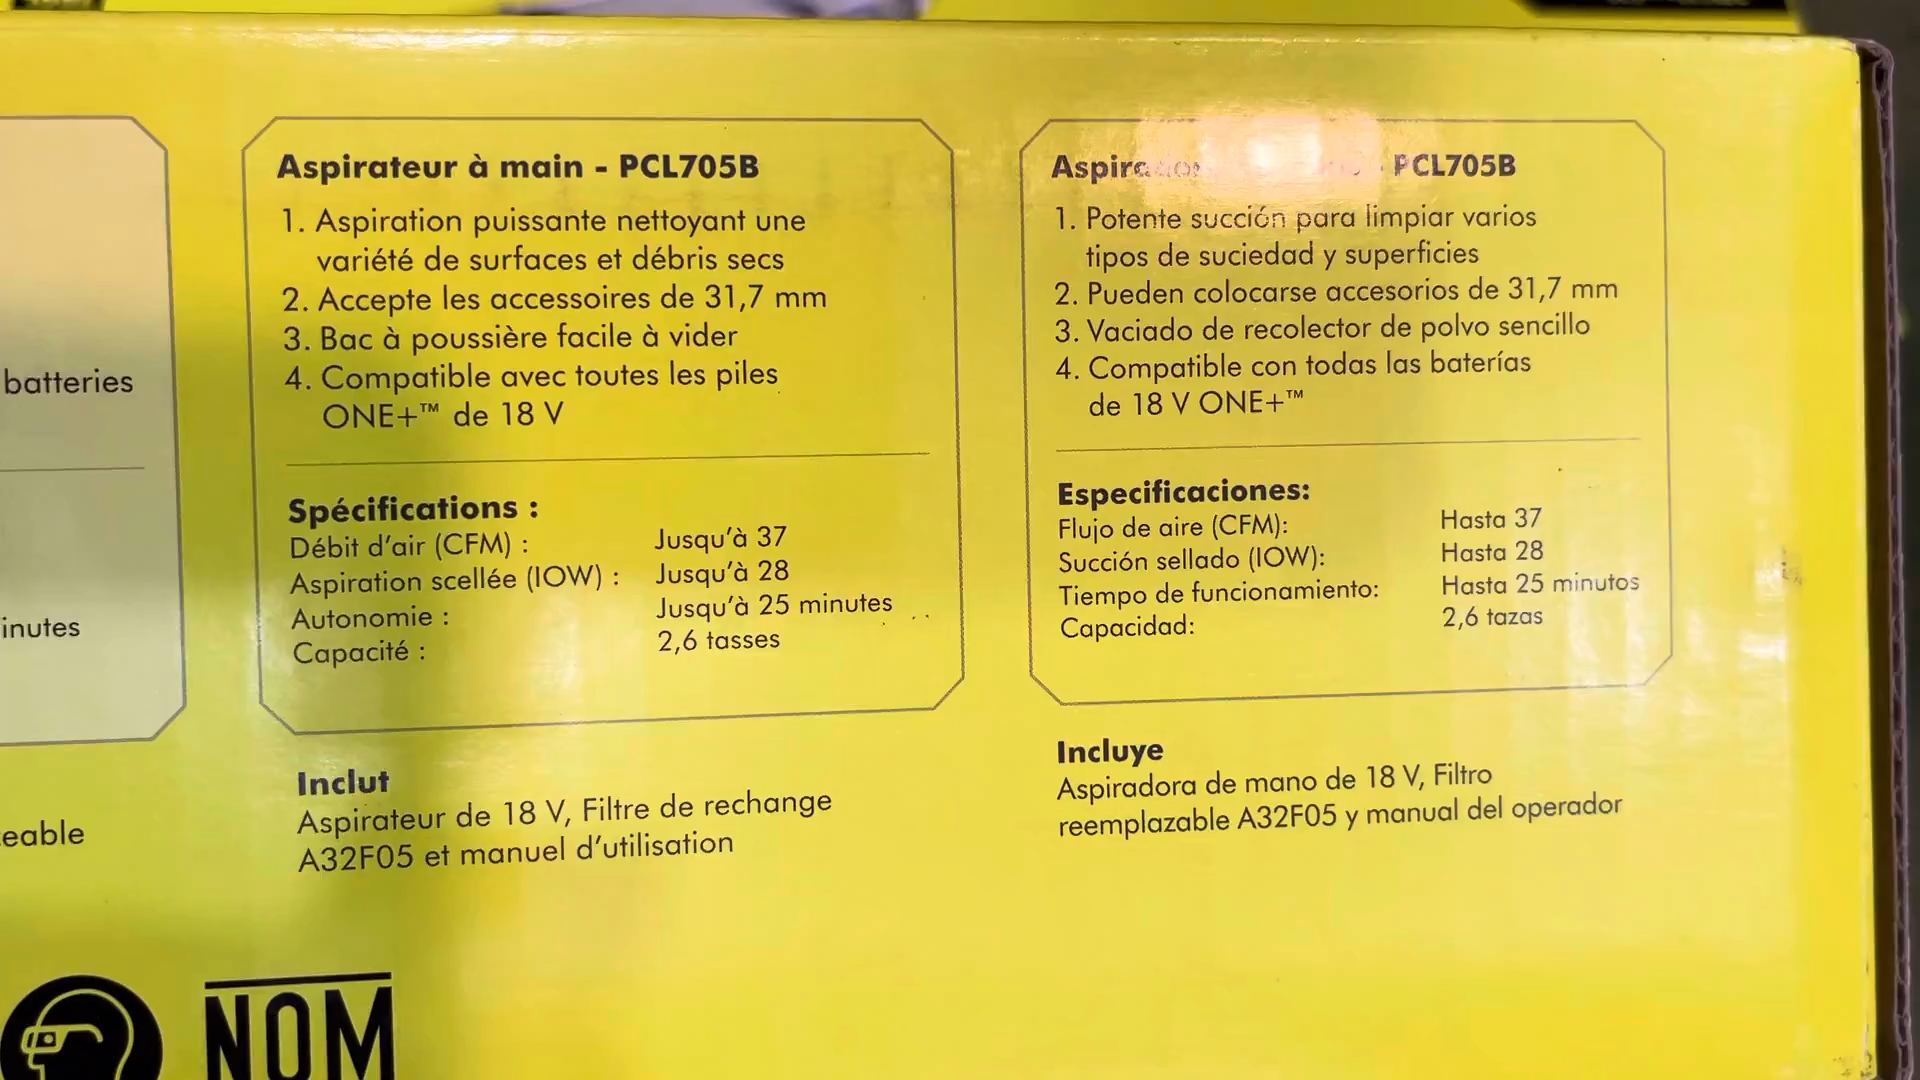 batteries
inutes
eable
Aspirateur à main - PCL705B
1. Aspiration puissante nettoyant une
variété de surfaces et débris secs
2. Accepte les accessoires de 31,7 mm
3. Bac à poussière facile à vider
4. Compatible avec toutes les piles
ONE+™ de 18 V
Spécifications :
Débit d'air (CFM) : Jusqu'à 37
Aspiration scellée (IOW) : Jusqu'à 28
Autonomie : Jusqu'à 25 minutes
Capacité : 2,6 tasses
Inclut
Aspirateur de 18 V, Filtre de rechange
A32F05 et manuel d'utilisation
PCL705B
1. Potente succión para limpiar varios
tipos de suciedad y superficies
2. Pueden colocarse accesorios de 31,7 mm
3. Vaciado de recolector de polvo sencillo
4. Compatible con todas las baterías
de 18 V ONE+™
Especificaciones:
Flujo de aire (CFM): Hasta 37
Succión sellado (IOW): Hasta 28
Tiempo de funcionamiento: Hasta 25 minutos
Capacidad: 2,6 tazas
Incluye
Aspiradora de mano de 18 V, Filtro
reemplazable A32F05 y manual del operador
NOM